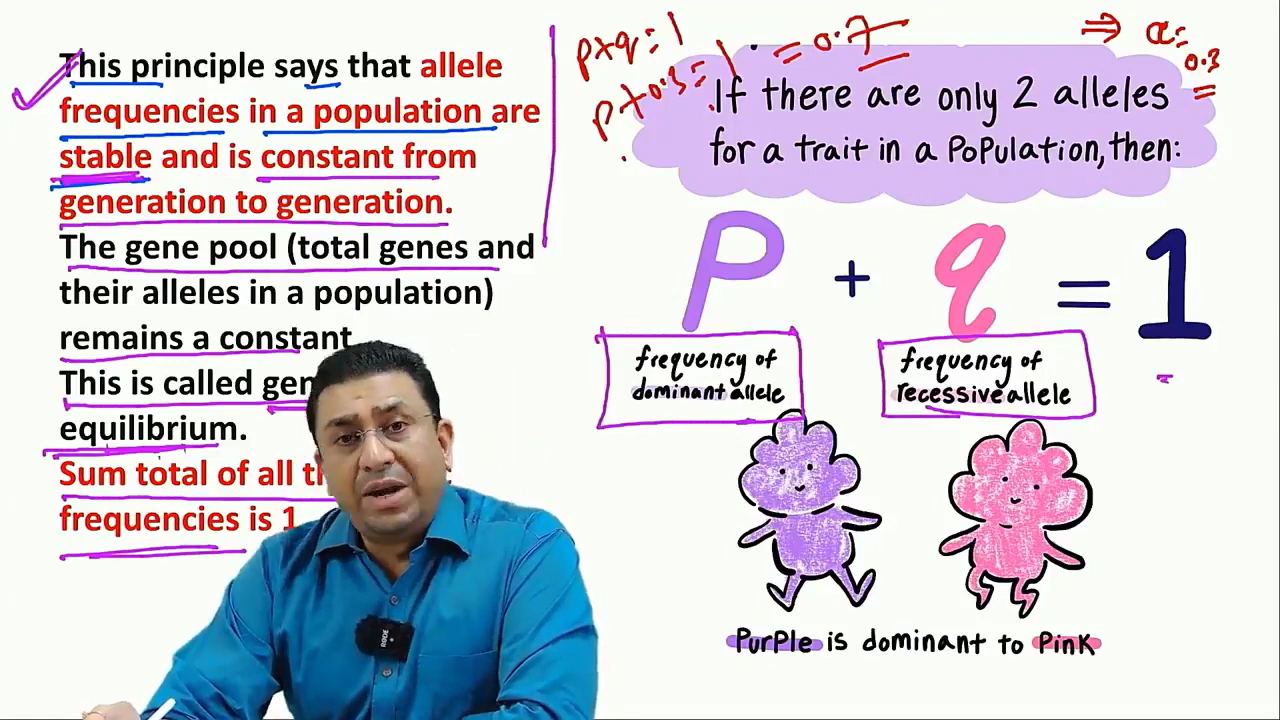 This principle says that allele
frequencies in a population are
stable and is constant from
generation to generation.
The gene pool (total genes and
their alleles in a population)
remains a constant
This is called gen
equilibrium.
Sum total of all th
frequencies is 1
p+q=1
p+0.3=1
=0.7
⇒ a=
0.3
=
If there are only 2 alleles
for a trait in a PoPulation, then:
P + q = 1
frequency of
dominant allele
frequency of
recessive allele
PurPle is dominant to Pink
RODE